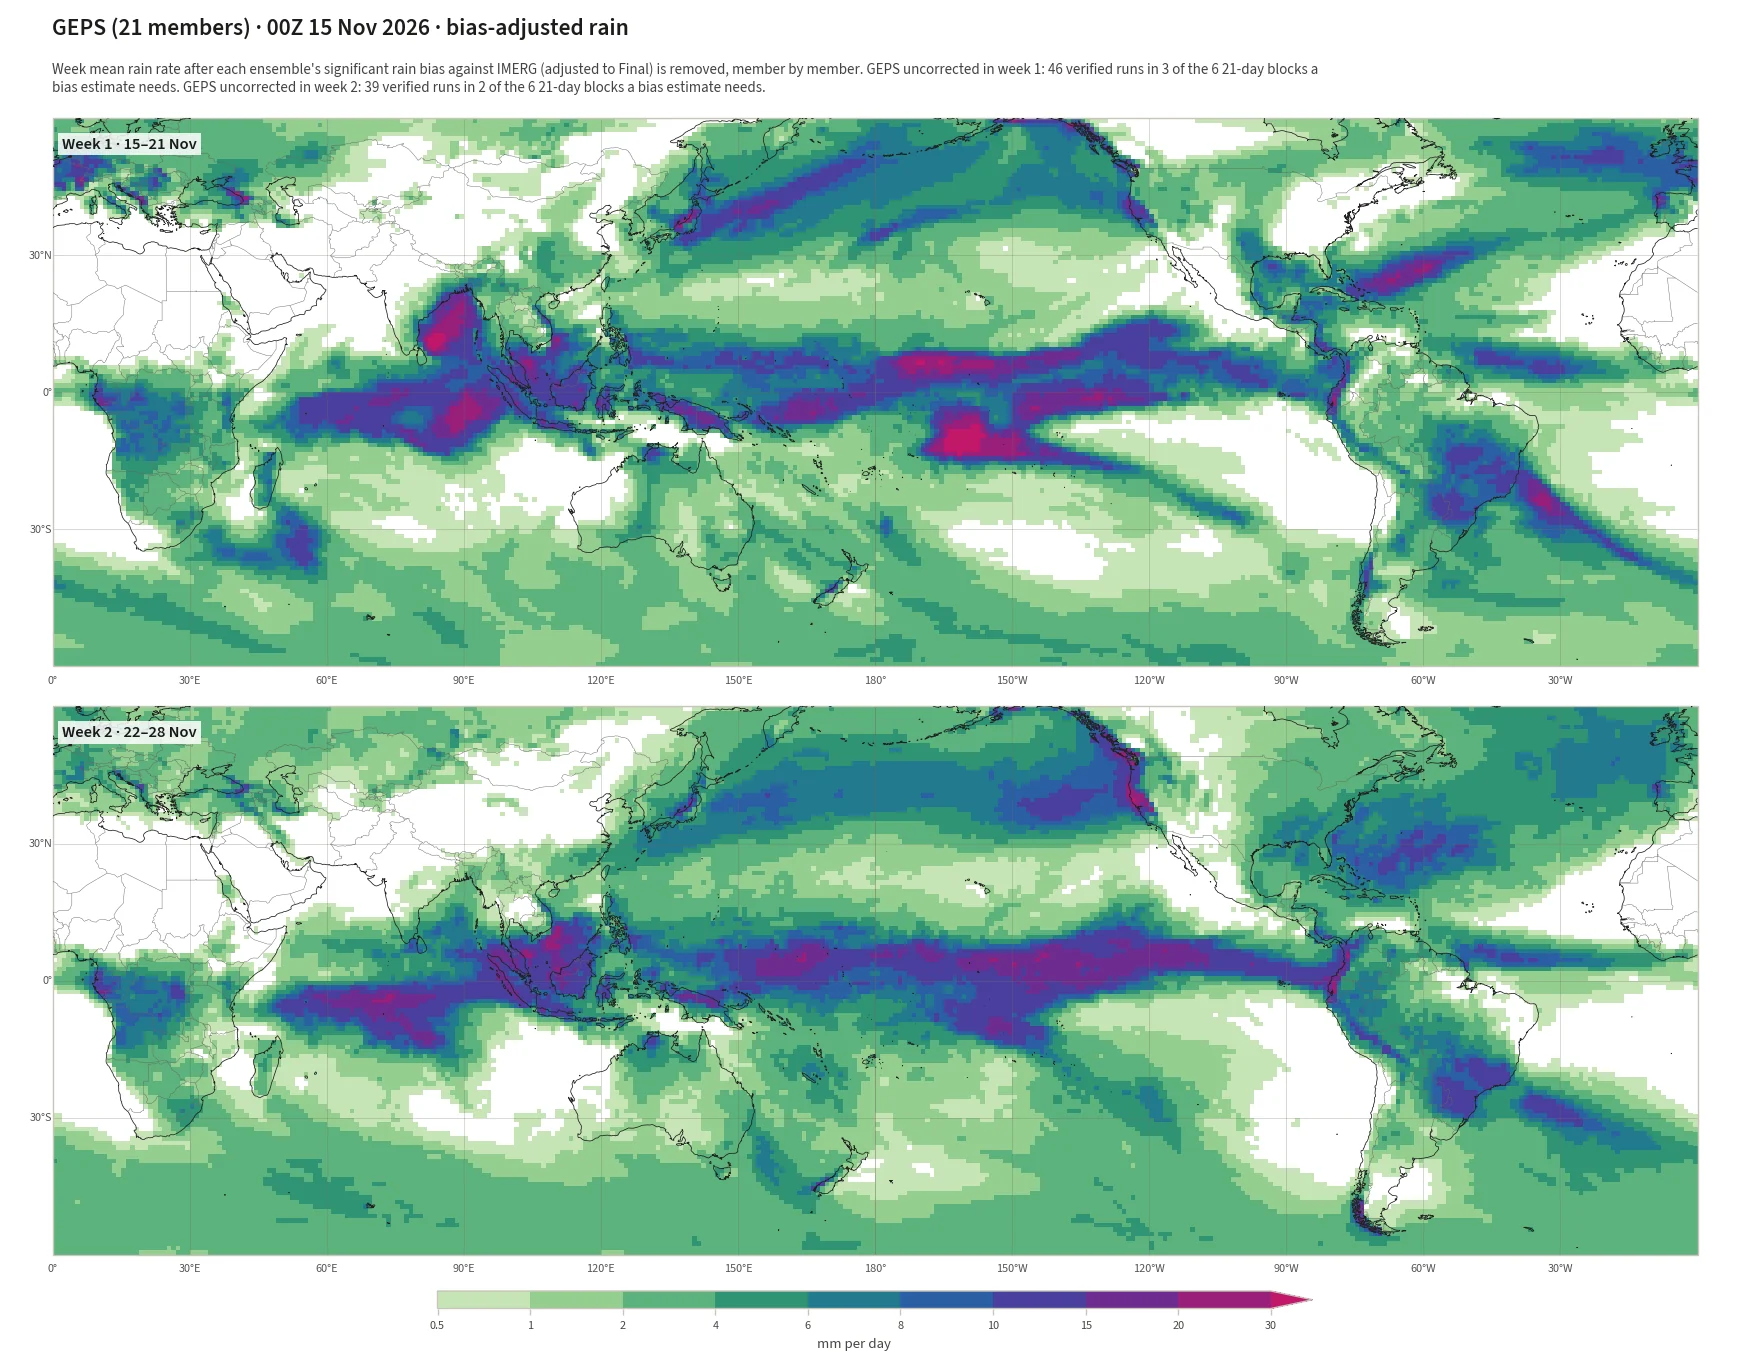 GEPS (21 members) · 00Z 15 Nov 2026 · bias-adjusted rain
Week mean rain rate after each ensemble's significant rain bias against IMERG (adjusted to Final) is removed, member by member. GEPS uncorrected in week 1: 46 verified runs in 3 of the 6 21-day blocks a
bias estimate needs. GEPS uncorrected in week 2: 39 verified runs in 2 of the 6 21-day blocks a bias estimate needs.
Week 1 · 15–21 Nov
30°N
0°
30°S
0° 30°E 60°E 90°E 120°E 150°E 180° 150°W 120°W 90°W 60°W 30°W
Week 2 · 22–28 Nov
30°N
0°
30°S
0° 30°E 60°E 90°E 120°E 150°E 180° 150°W 120°W 90°W 60°W 30°W
0.5 1 2 4 6 8 10 15 20 30
mm per day